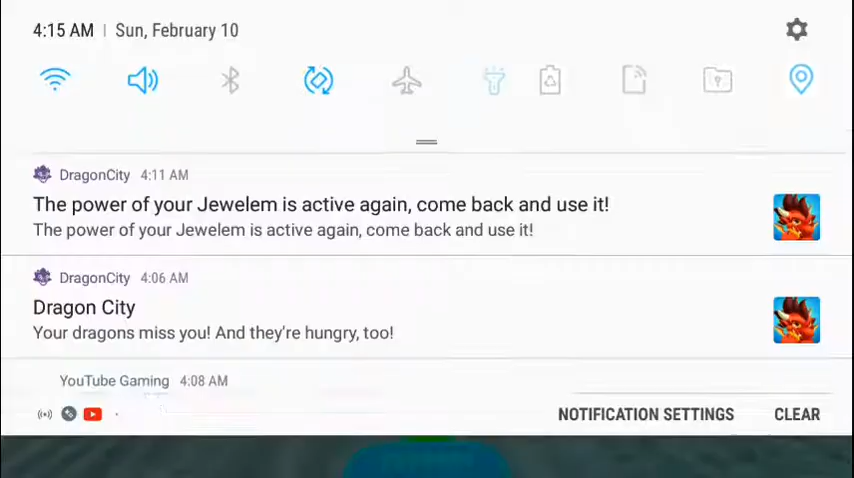 4:15 AM | Sun, February 10
DragonCity 4:11 AM
The power of your Jewelem is active again, come back and use it!
The power of your Jewelem is active again, come back and use it!
DragonCity 4:06 AM
Dragon City
Your dragons miss you! And they're hungry, too!
YouTube Gaming 4:08 AM
NOTIFICATION SETTINGS CLEAR